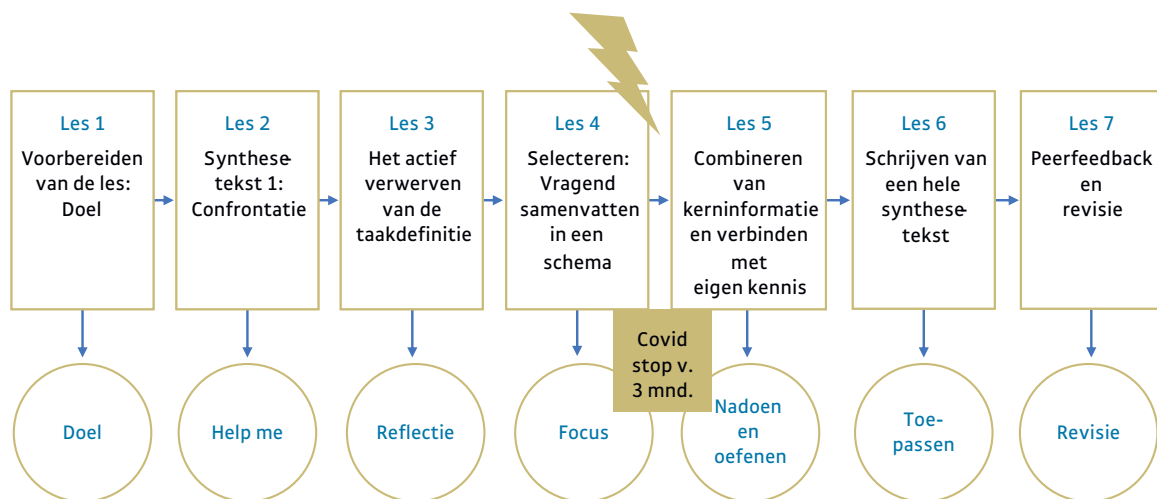 Les 1
Voorbereiden
van de les:
Doel
Les 2
Synthese-
tekst 1:
Confrontatie
Les 3
Het actief
verwerven
van de
taakdefinitie
Les 4
Selecteren:
Vragend
samenvatten
in een
schema
Les 5
Combineren
van
kerninformatie
en verbinden
met
eigen kennis
Les 6
Schrijven van
een hele
synthese-
tekst
Les 7
Peerfeedback
en
revisie
Covid
stop v.
3 mnd.
Doel
Help me
Reflectie
Focus
Nadoen
en
oefenen
Toe-
passen
Revisie